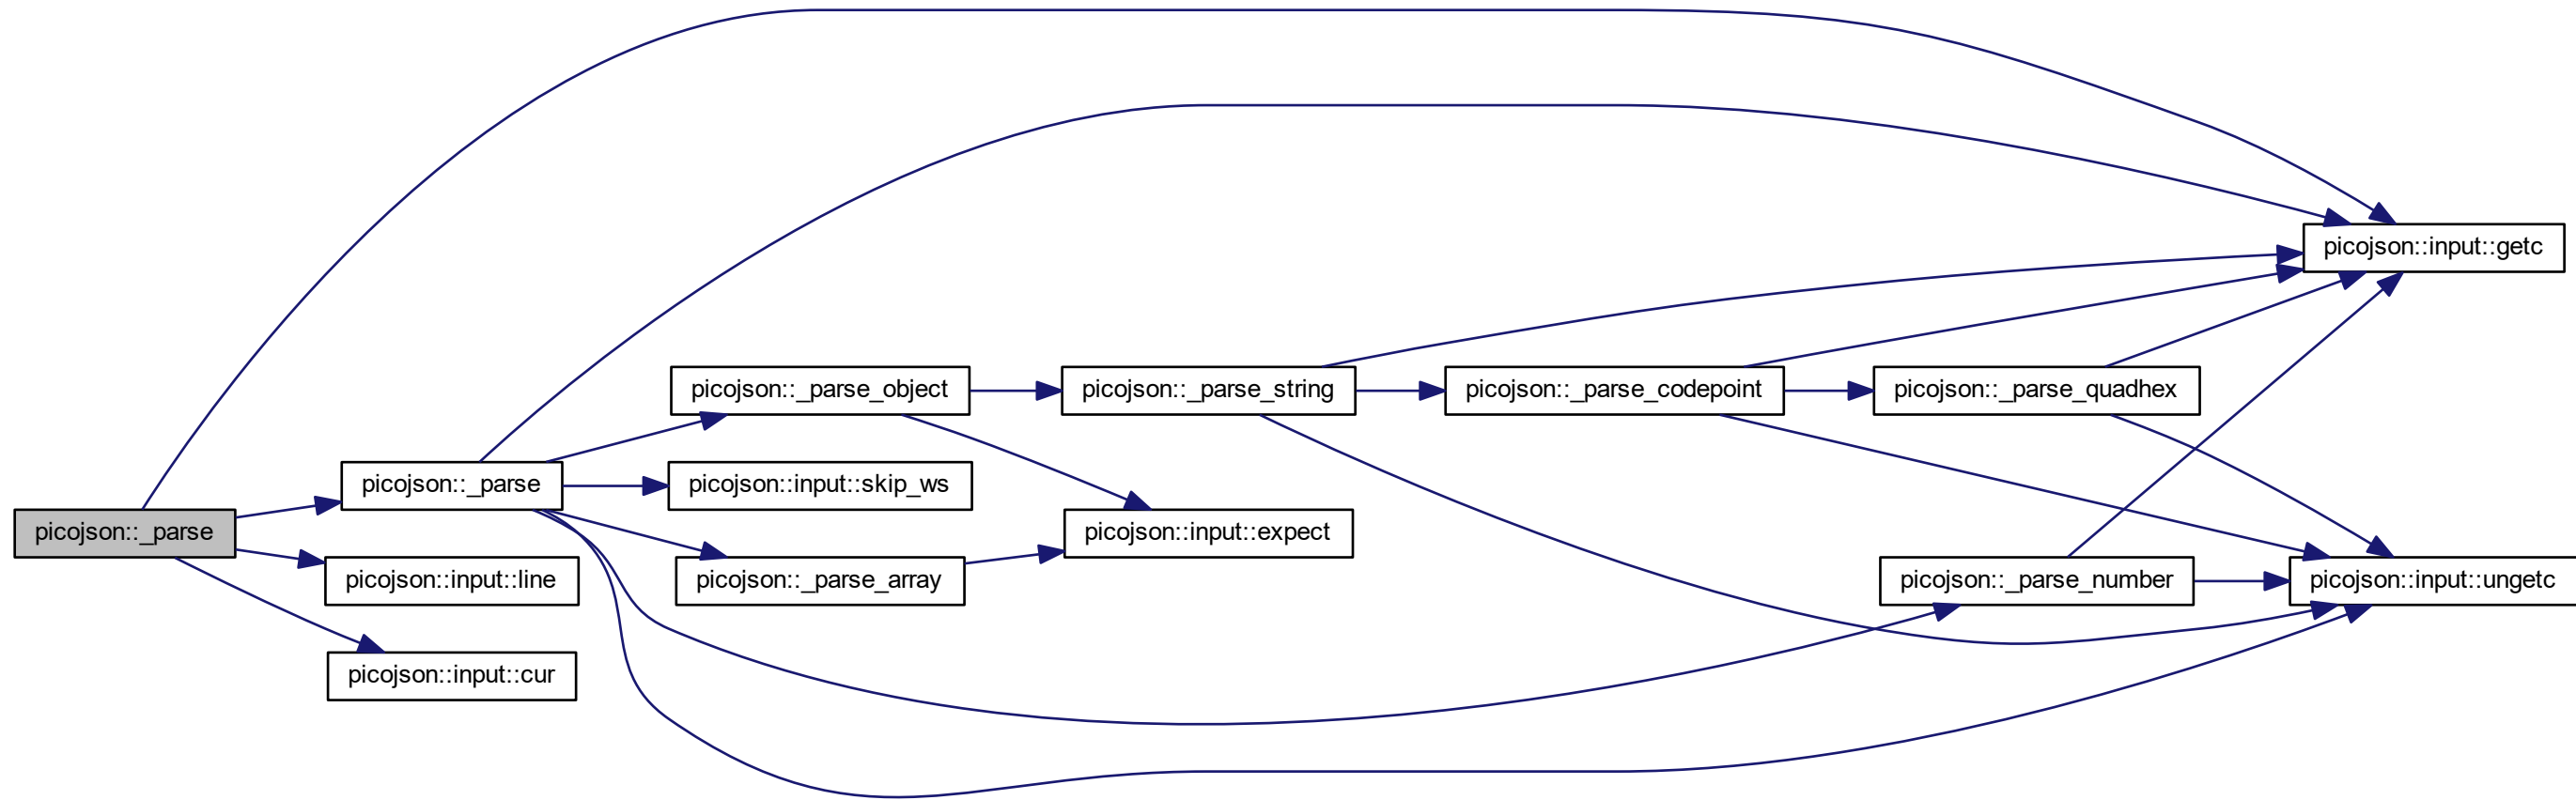 picojson::input::getc
picojson::_parse_object
picojson::_parse_string
picojson::_parse_codepoint
picojson::_parse_quadhex
picojson::_parse
picojson::input::skip_ws
picojson::_parse
picojson::input::expect
picojson::input::line
picojson::_parse_array
picojson::_parse_number
picojson::input::ungetc
picojson::input::cur